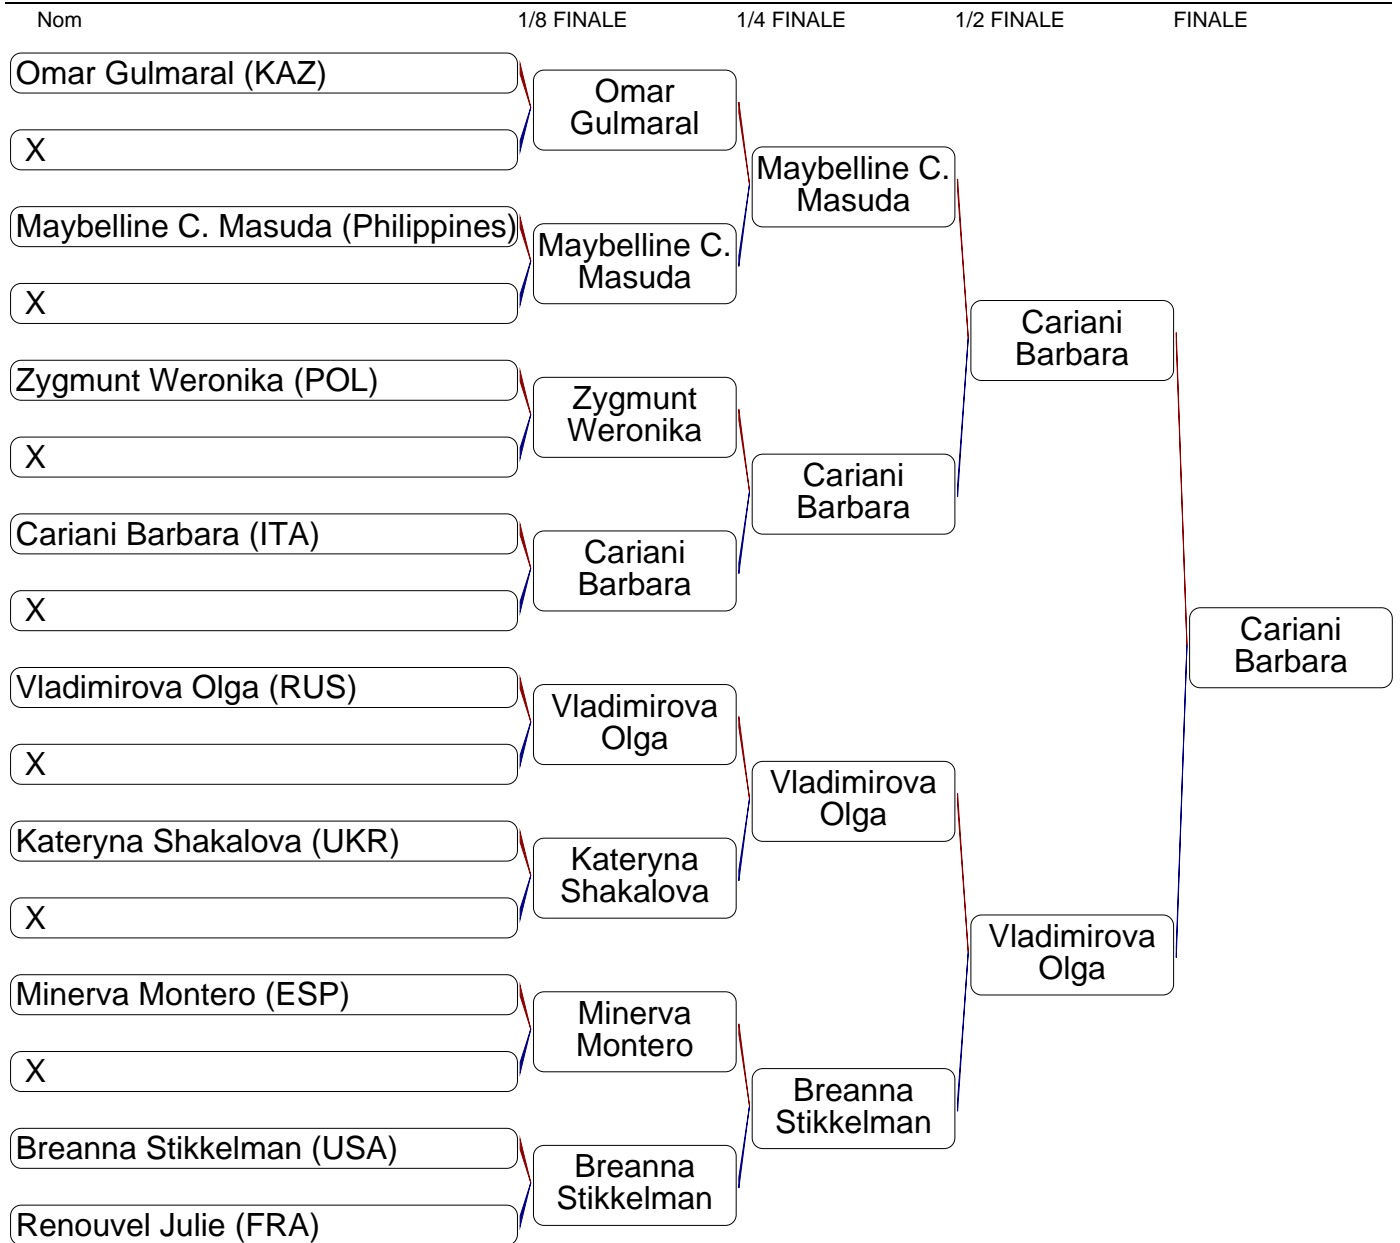 Nom 1/8 FINALE 1/4 FINALE 1/2 FINALE FINALE
Omar Gulmaral (KAZ)
X
Maybelline C. Masuda (Philippines)
X
Zygmunt Weronika (POL)
X
Cariani Barbara (ITA)
X
Vladimirova Olga (RUS)
X
Kateryna Shakalova (UKR)
X
Minerva Montero (ESP)
X
Breanna Stikkelman (USA)
Renouvel Julie (FRA)
Omar
Gulmaral
Maybelline C.
Masuda
Zygmunt
Weronika
Cariani
Barbara
Vladimirova
Olga
Kateryna
Shakalova
Minerva
Montero
Breanna
Stikkelman
Maybelline C.
Masuda
Cariani
Barbara
Vladimirova
Olga
Breanna
Stikkelman
Cariani
Barbara
Vladimirova
Olga
Cariani
Barbara